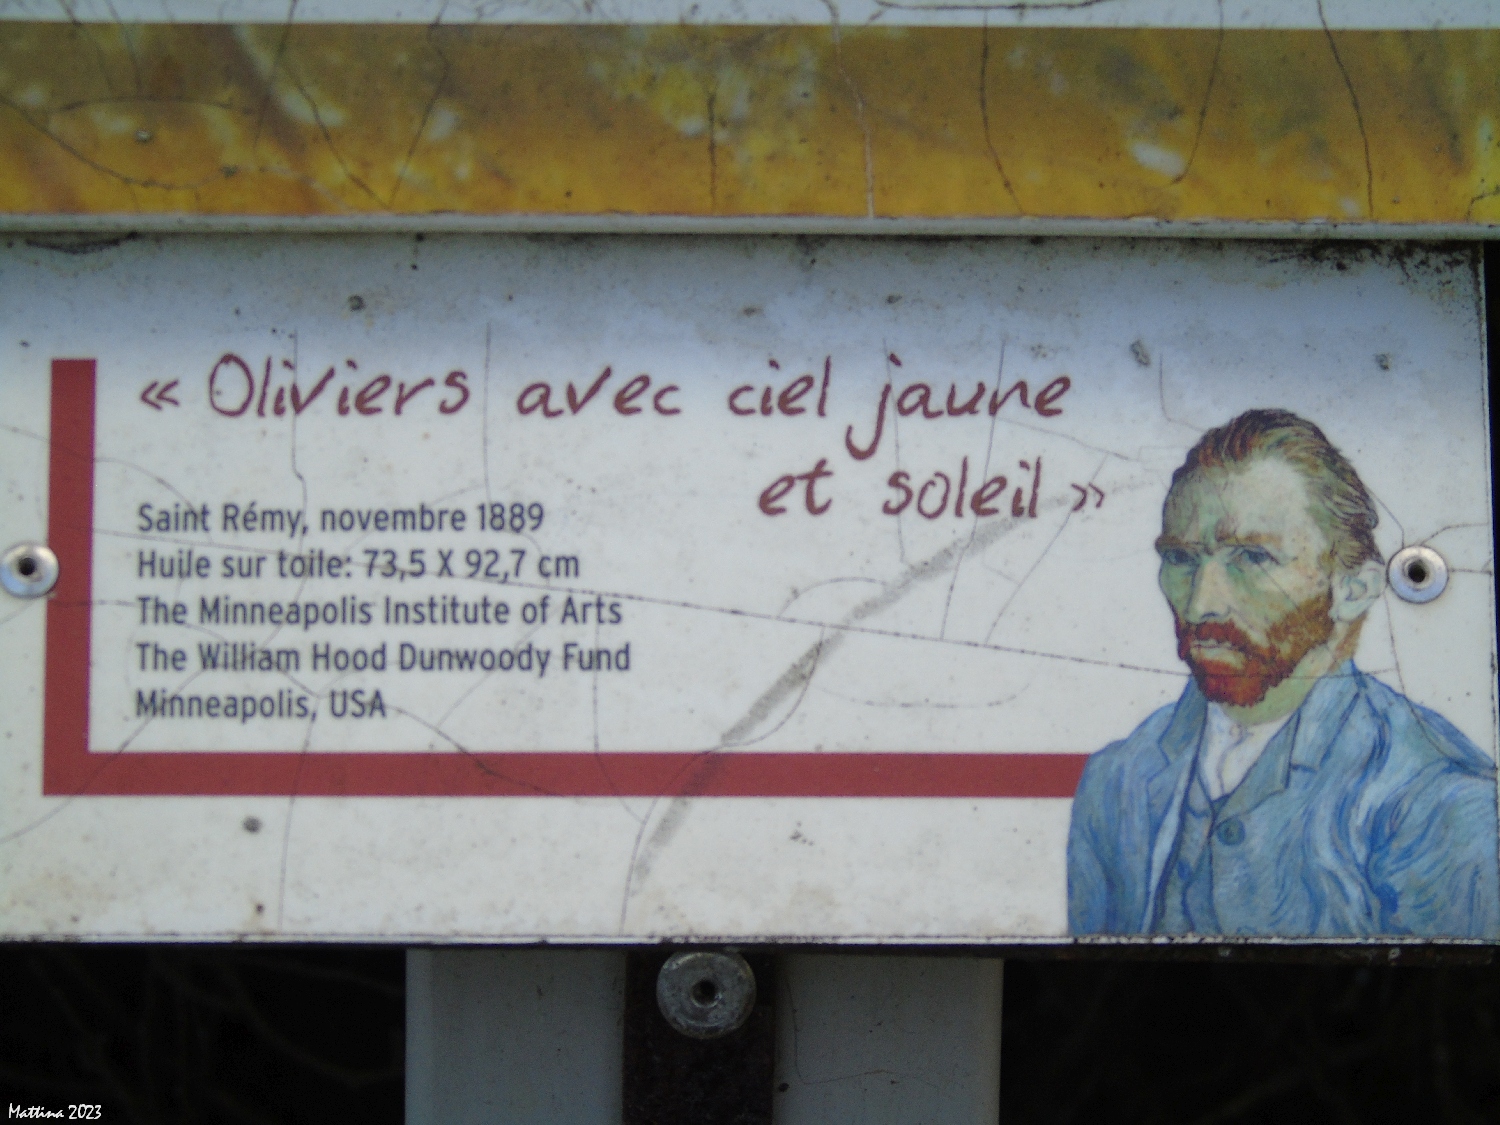 « Oliviers avec ciel jaune
et soleil »
Saint Rémy, novembre 1889
Huile sur toile: 73,5 X 92,7 cm
The Minneapolis Institute of Arts
The William Hood Dunwoody Fund
Minneapolis, USA
Mattina 2023